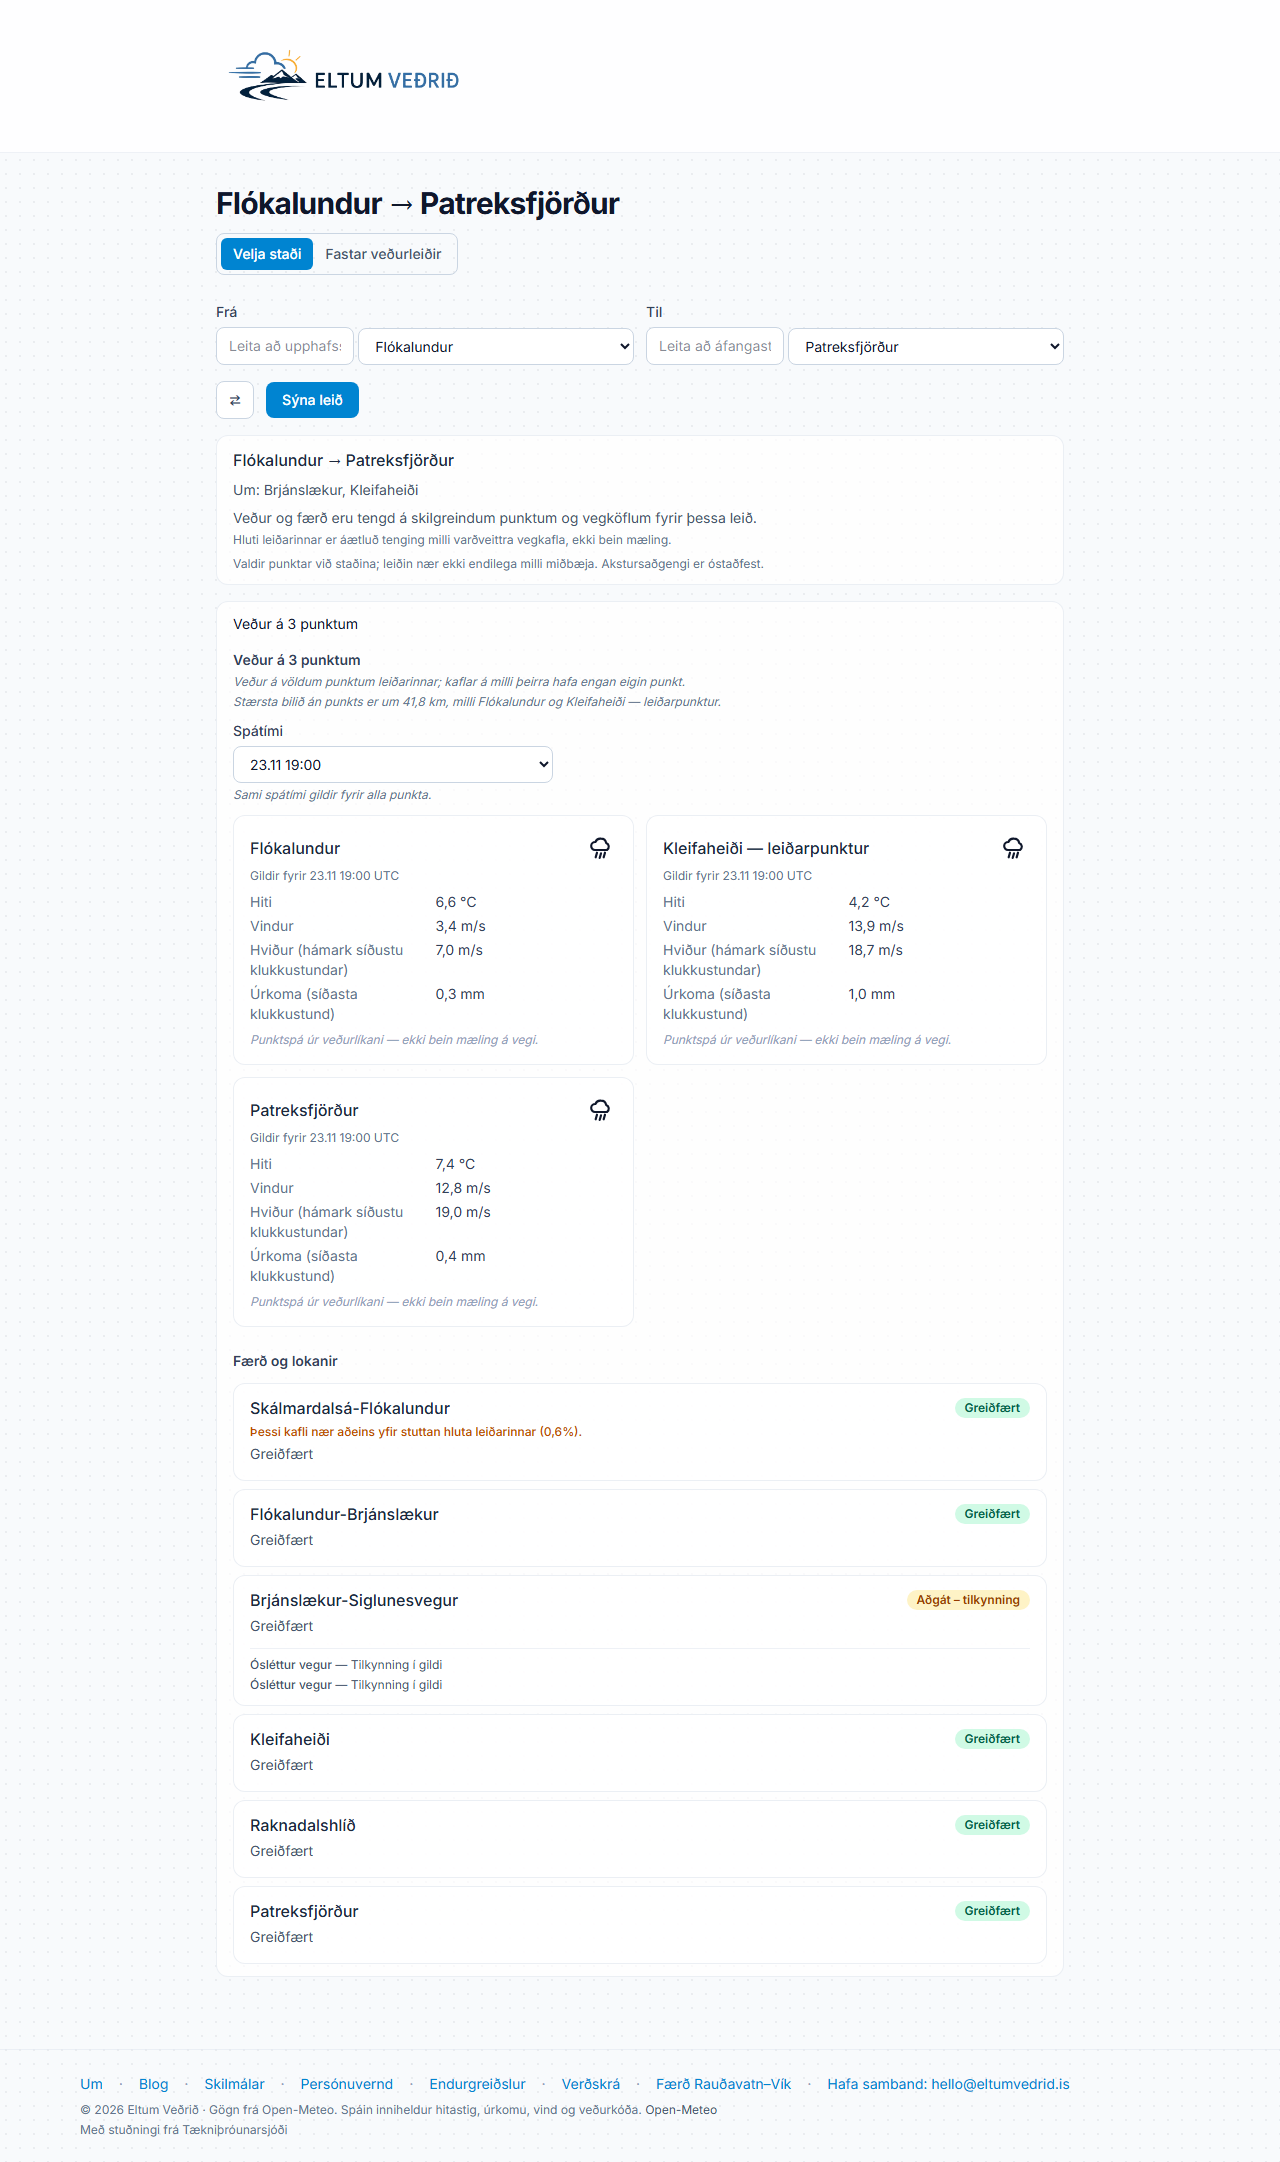 ELTUM VEÐRIÐ
Flókalundur → Patreksfjörður
Velja staði
Fastar veðurleiðir
Frá
Til
Leita að upphafss
Flókalundur
Leita að áfangast
Patreksfjörður
⇄
Sýna leið
Flókalundur → Patreksfjörður
Um: Brjánslækur, Kleifaheiði
Veður og færð eru tengd á skilgreindum punktum og vegköflum fyrir þessa leið.
Hluti leiðarinnar er áætluð tenging milli varðveittra vegkafla, ekki bein mæling.
Valdir punktar við staðina; leiðin nær ekki endilega milli miðbæja. Akstursaðgengi er óstaðfest.
Veður á 3 punktum
Veður á 3 punktum
Veður á völdum punktum leiðarinnar; kaflar á milli þeirra hafa engan eigin punkt.
Stærsta bilið án punkts er um 41,8 km, milli Flókalundur og Kleifaheiði — leiðarpunktur.
Spátími
23.11 19:00
Sami spátími gildir fyrir alla punkta.
Flókalundur
Gildir fyrir 23.11 19:00 UTC
Hiti 6,6 °C
Vindur 3,4 m/s
Hviður (hámark síðustu 7,0 m/s
klukkustundar)
Úrkoma (síðasta 0,3 mm
klukkustund)
Punktspá úr veðurlíkani — ekki bein mæling á vegi.
Kleifaheiði — leiðarpunktur
Gildir fyrir 23.11 19:00 UTC
Hiti 4,2 °C
Vindur 13,9 m/s
Hviður (hámark síðustu 18,7 m/s
klukkustundar)
Úrkoma (síðasta 1,0 mm
klukkustund)
Punktspá úr veðurlíkani — ekki bein mæling á vegi.
Patreksfjörður
Gildir fyrir 23.11 19:00 UTC
Hiti 7,4 °C
Vindur 12,8 m/s
Hviður (hámark síðustu 19,0 m/s
klukkustundar)
Úrkoma (síðasta 0,4 mm
klukkustund)
Punktspá úr veðurlíkani — ekki bein mæling á vegi.
Færð og lokanir
Skálmardalsá-Flókalundur Greiðfært
Þessi kafli nær aðeins yfir stuttan hluta leiðarinnar (0,6%).
Greiðfært
Flókalundur-Brjánslækur Greiðfært
Greiðfært
Brjánslækur-Siglunesvegur Aðgát – tilkynning
Greiðfært
Ósléttur vegur — Tilkynning í gildi
Ósléttur vegur — Tilkynning í gildi
Kleifaheiði Greiðfært
Greiðfært
Raknadalshlíð Greiðfært
Greiðfært
Patreksfjörður Greiðfært
Greiðfært
Um · Blog · Skilmálar · Persónuvernd · Endurgreiðslur · Verðskrá · Færð Rauðavatn–Vík · Hafa samband: hello@eltumvedrid.is
© 2026 Eltum Veðrið · Gögn frá Open-Meteo. Spáin inniheldur hitastig, úrkomu, vind og veðurkóða. Open-Meteo
Með stuðningi frá Tækniþróunarsjóði